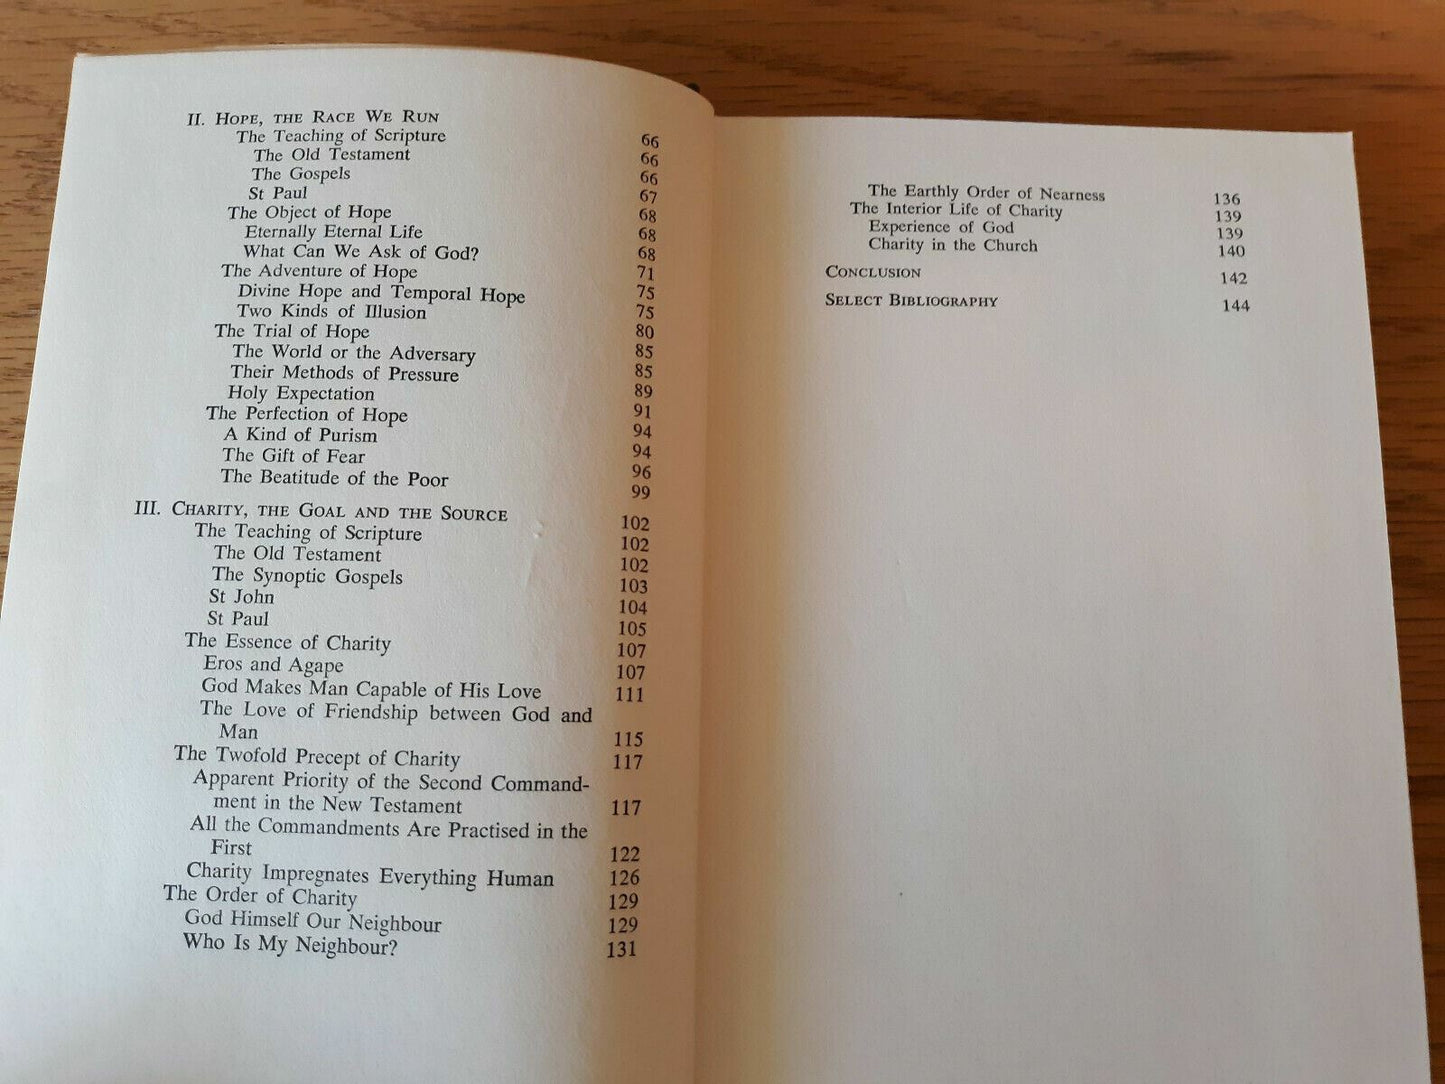 II. Hope, the Race We Run 66
The Teaching of Scripture 66
The Old Testament 66
The Gospels 67
St Paul 68
The Object of Hope 68
Eternally Eternal Life 68
What Can We Ask of God? 71
The Adventure of Hope 75
Divine Hope and Temporal Hope 75
Two Kinds of Illusion 80
The Trial of Hope 85
The World or the Adversary 85
Their Methods of Pressure 89
Holy Expectation 91
The Perfection of Hope 94
A Kind of Purism 94
The Gift of Fear 96
The Beatitude of the Poor 99
III. Charity, the Goal and the Source 102
The Teaching of Scripture 102
The Old Testament 102
The Synoptic Gospels 103
St John 104
St Paul 105
The Essence of Charity 107
Eros and Agape 107
God Makes Man Capable of His Love 111
The Love of Friendship between God and
Man 115
The Twofold Precept of Charity 117
Apparent Priority of the Second Command-
ment in the New Testament 117
All the Commandments Are Practised in the
First 122
Charity Impregnates Everything Human 126
The Order of Charity 129
God Himself Our Neighbour 129
Who Is My Neighbour? 131
The Earthly Order of Nearness 136
The Interior Life of Charity 139
Experience of God 139
Charity in the Church 140
Conclusion 142
Select Bibliography 144